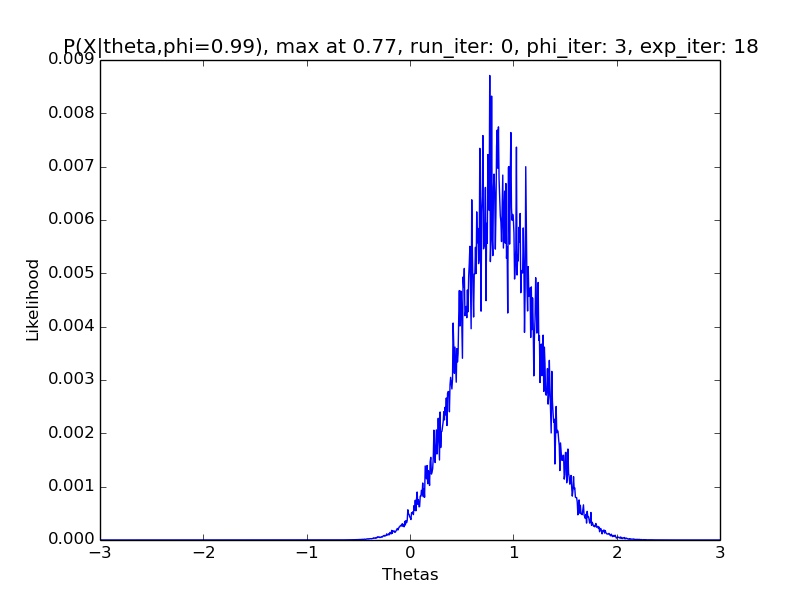 P(X|theta,phi=0.99), max at 0.77, run_iter: 0, phi_iter: 3, exp_iter: 18
0.009
0.008
0.007
0.006
0.005
0.004
0.003
0.002
0.001
0.000
Likelihood
−3 −2 −1 0 1 2 3
Thetas